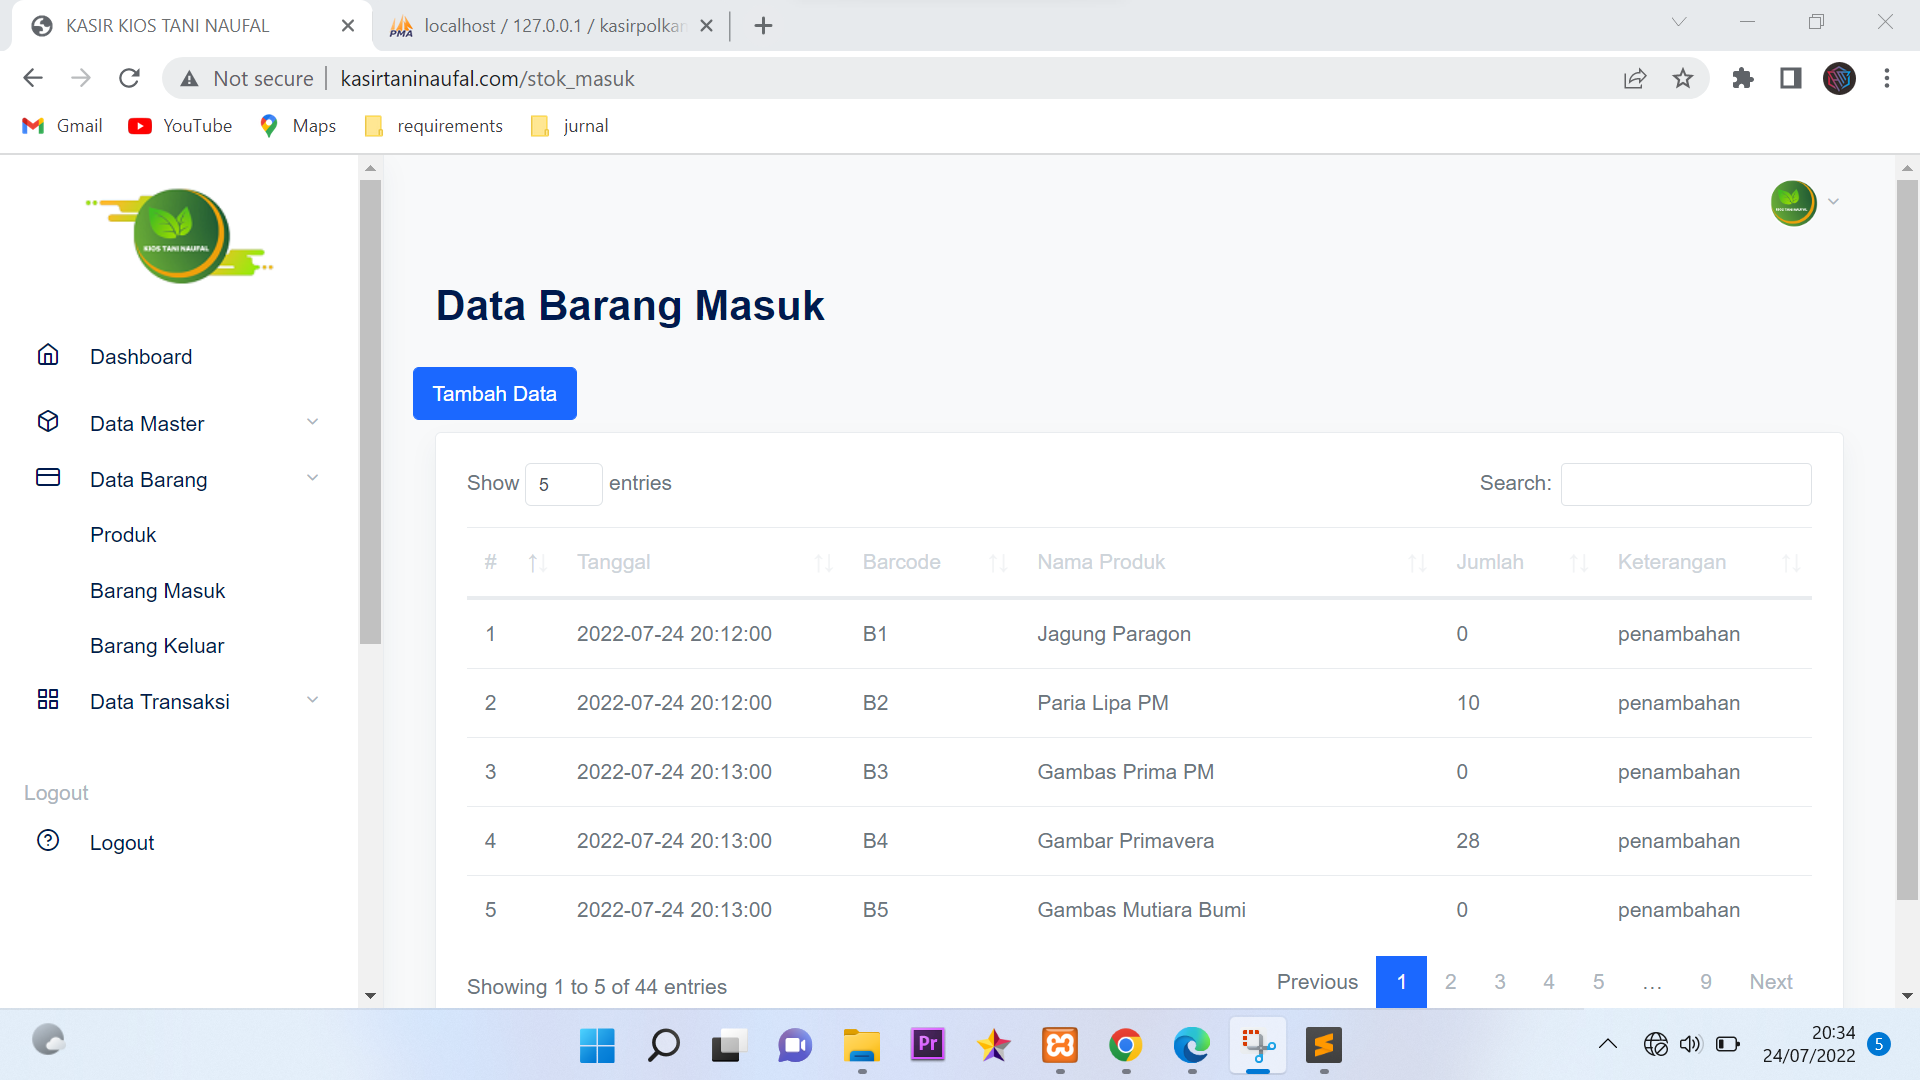 KASIR KIOS TANI NAUFAL
localhost / 127.0.0.1 / kasirpolkan
Not secure | kasirtaninaufal.com/stok_masuk
Gmail YouTube Maps requirements jurnal
KIOS TANI NAUFAL
KIOS TANI NAUFAL
Data Barang Masuk
Dashboard
Tambah Data
Data Master
Data Barang
Produk
Barang Masuk
Barang Keluar
Data Transaksi
Logout
Logout
Show 5 entries Search:
# Tanggal Barcode Nama Produk Jumlah Keterangan
1 2022-07-24 20:12:00 B1 Jagung Paragon 0 penambahan
2 2022-07-24 20:12:00 B2 Paria Lipa PM 10 penambahan
3 2022-07-24 20:13:00 B3 Gambas Prima PM 0 penambahan
4 2022-07-24 20:13:00 B4 Gambar Primavera 28 penambahan
5 2022-07-24 20:13:00 B5 Gambas Mutiara Bumi 0 penambahan
Showing 1 to 5 of 44 entries Previous 1 2 3 4 5 … 9 Next
Pr
20:34
24/07/2022 5